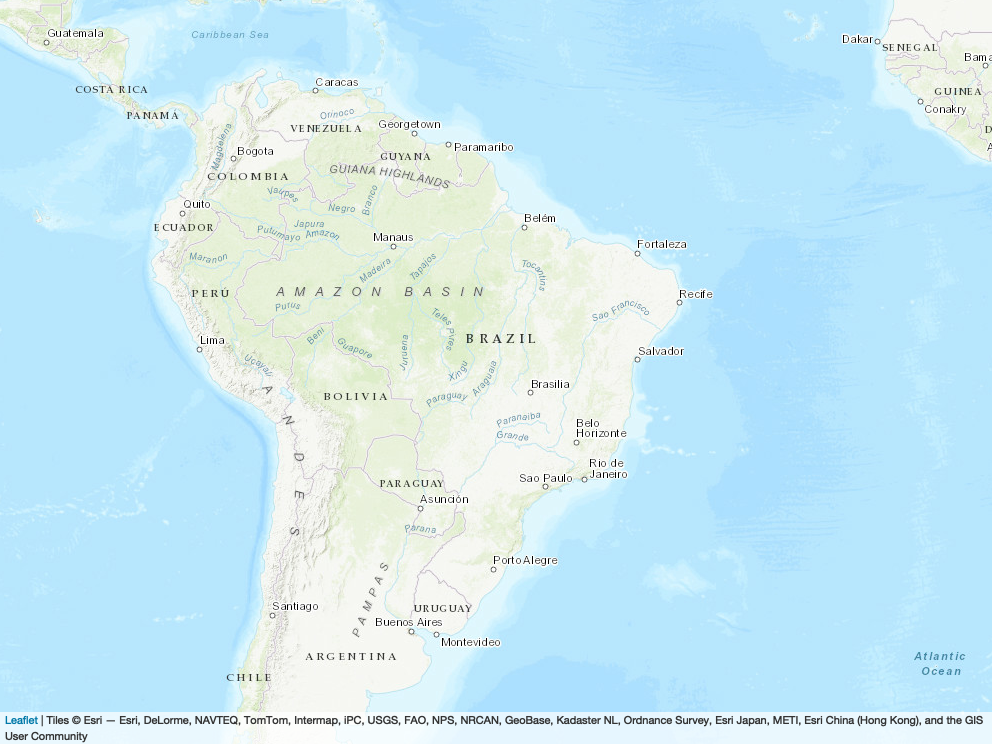 Guatemala
Caribbean Sea
Dakar
SENEGAL
Bama
COSTA RICA
Caracas
GUINEA
Conakry
PANAMÁ
Orinoco
VENEZUELA
Georgetown
Paramaribo
Magdelena
Bogota
GUYANA
COLOMBIA
GUIANA HIGHLANDS
Vaupes
Negro
Branco
Quito
ECUADOR
Japura
Putumayo
Amazon
Manaus
Belém
Fortaleza
Maranon
Madeira
Tapajos
Tocantins
PERÚ
AMAZON BASIN
Purus
Recife
Sao Francisco
Teles Pires
Beni
Guapore
Juruena
BRAZIL
Lima
Ucayali
Salvador
Xingu
Araguaia
Brasilia
BOLIVIA
Paraguay
ANDES
Paranaiba
Grande
Belo
Horizonte
Rio de
Janeiro
Sao Paulo
PARAGUAY
Asunción
Parana
Porto Alegre
PAMPAS
Santiago
URUGUAY
Buenos Aires
Montevideo
ARGENTINA
CHILE
Atlantic
Ocean
D
A
Leaflet | Tiles © Esri — Esri, DeLorme, NAVTEQ, TomTom, Intermap, iPC, USGS, FAO, NPS, NRCAN, GeoBase, Kadaster NL, Ordnance Survey, Esri Japan, METI, Esri China (Hong Kong), and the GIS
User Community